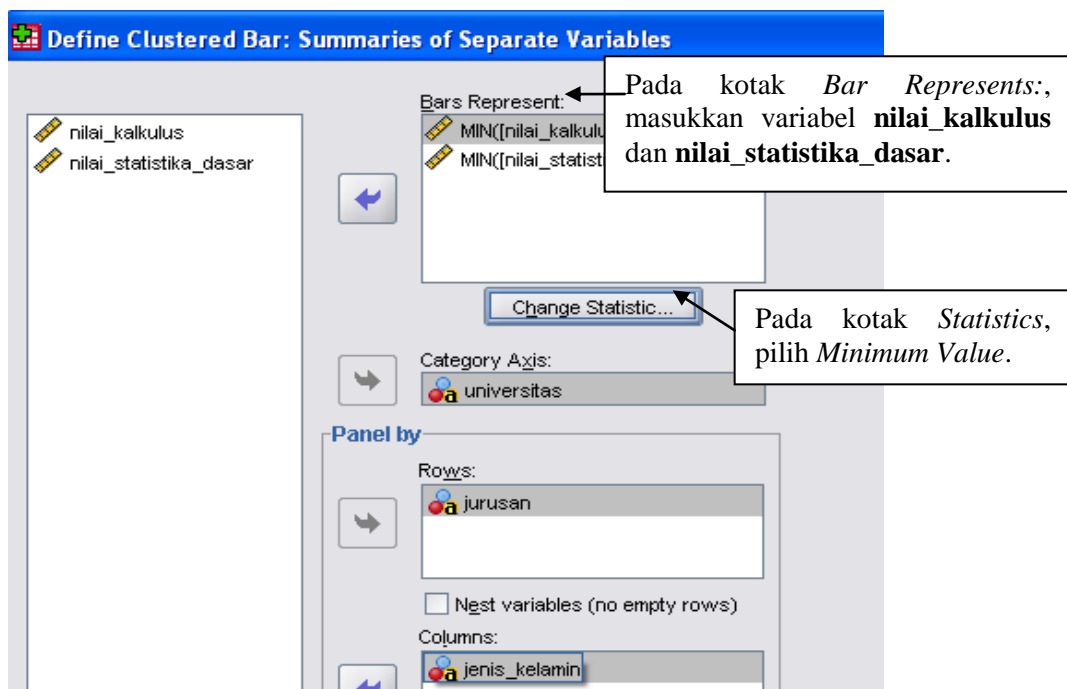 Define Clustered Bar: Summaries of Separate Variables
nilai_kalkulus
nilai_statistika_dasar
Bars Represent:
MIN([nilai_kalkulu
MIN([nilai_statist
Change Statistic...
Category Axis:
universitas
Panel by
Rows:
jurusan
Nest variables (no empty rows)
Columns:
jenis_kelamin
Pada kotak Bar Represents:,
masukkan variabel nilai_kalkulus
dan nilai_statistika_dasar.
Pada kotak Statistics,
pilih Minimum Value.